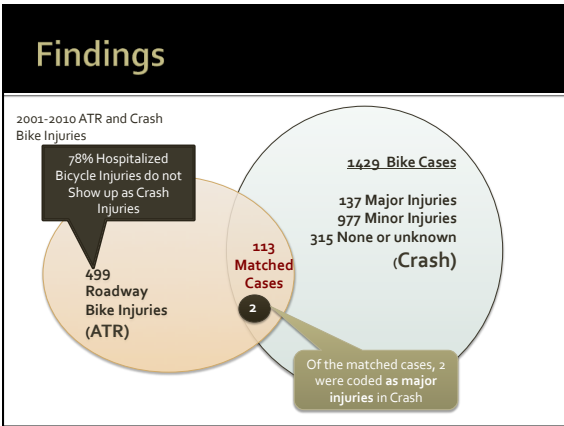 Findings
2001-2010 ATR and Crash
Bike Injuries
78% Hospitalized
Bicycle Injuries do not
Show up as Crash
Injuries
499
Roadway
Bike Injuries
(ATR)
113
Matched
Cases
2
1429 Bike Cases
137 Major Injuries
977 Minor Injuries
315 None or unknown
(Crash)
Of the matched cases, 2
were coded as major
injuries in Crash